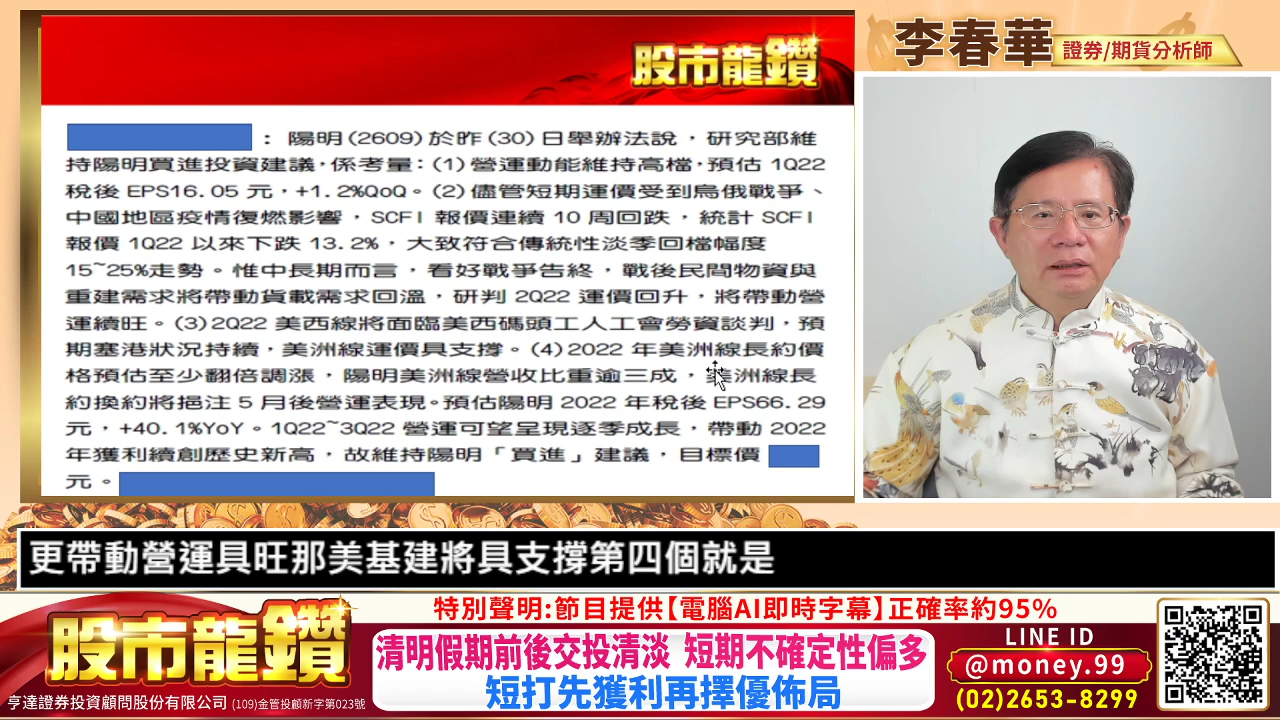 股市龍鑽
李春華
證券/期貨分析師
：陽明(2609)於昨(30)日舉辦法說，研究部維
持陽明買進投資建議，係考量：(1)營運動能維持高檔，預估1Q22
稅後EPS16.05元，+1.2%QoQ。(2)儘管短期運價受到烏俄戰爭、
中國地區疫情復燃影響，SCFI報價連續10周回跌，統計SCFI
報價1Q22以來下跌13.2%，大致符合傳統性淡季回檔幅度
15~25%走勢。惟中長期而言，看好戰爭告終，戰後民間物資與
重建需求將帶動貨載需求回溫，研判2Q22運價回升，將帶動營
運續旺。(3)2Q22美西線將面臨美西碼頭工人工會勞資談判，預
期塞港狀況持續，美洲線運價具支撐。(4)2022年美洲線長約價
格預估至少翻倍調漲，陽明美洲線營收比重逾三成，美洲線長
約換約將挹注5月後營運表現。預估陽明2022年稅後EPS66.29
元，+40.1%YoY。1Q22~3Q22營運可望呈現逐季成長，帶動2022
年獲利續創歷史新高，故維持陽明「買進」建議，目標價
元。
更帶動營運具旺那美基建將具支撐第四個就是
特別聲明:節目提供【電腦AI即時字幕】正確率約95%
股市龍鑽
亨達證券投資顧問股份有限公司 (109)金管投顧新字第023號
清明假期前後交投清淡 短期不確定性偏多
短打先獲利再擇優佈局
LINE ID
@money.99
(02)2653-8299